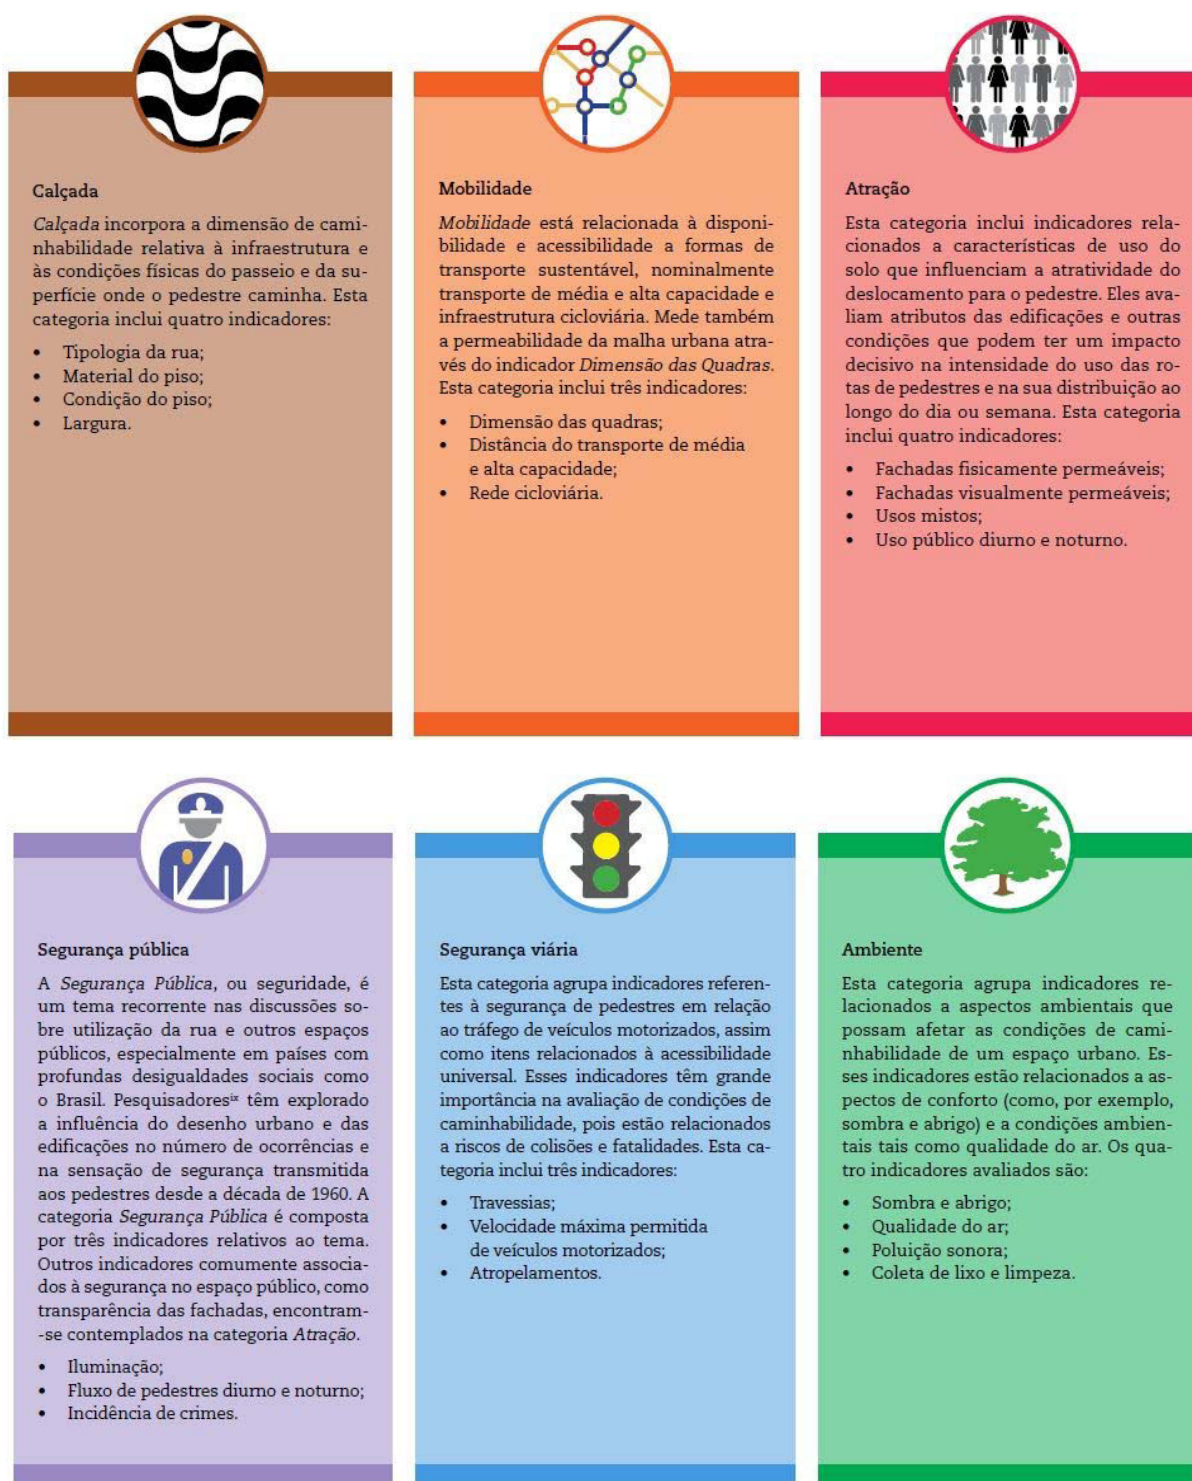 Calçada
Calçada incorpora a dimensão de cami-
nhabilidade relativa à infraestrutura e
às condições físicas do passeio e da su-
perfície onde o pedestre caminha. Esta
categoria inclui quatro indicadores:
• Tipologia da rua;
• Material do piso;
• Condição do piso;
• Largura.
Mobilidade
Mobilidade está relacionada à disponi-
bilidade e acessibilidade a formas de
transporte sustentável, nominalmente
transporte de média e alta capacidade e
infraestrutura cicloviária. Mede também
a permeabilidade da malha urbana atra-
vés do indicador Dimensão das Quadras.
Esta categoria inclui três indicadores:
• Dimensão das quadras;
• Distância do transporte de média
e alta capacidade;
• Rede cicloviária.
Atração
Esta categoria inclui indicadores rela-
cionados a características de uso do
solo que influenciam a atratividade do
deslocamento para o pedestre. Eles ava-
liam atributos das edificações e outras
condições que podem ter um impacto
decisivo na intensidade do uso das ro-
tas de pedestres e na sua distribuição ao
longo do dia ou semana. Esta categoria
inclui quatro indicadores:
• Fachadas fisicamente permeáveis;
• Fachadas visualmente permeáveis;
• Usos mistos;
• Uso público diurno e noturno.
Segurança pública
A Segurança Pública, ou seguridade, é
um tema recorrente nas discussões so-
bre utilização da rua e outros espaços
públicos, especialmente em países com
profundas desigualdades sociais como
o Brasil. Pesquisadoresⁱˣ têm explorado
a influência do desenho urbano e das
edificações no número de ocorrências e
na sensação de segurança transmitida
aos pedestres desde a década de 1960. A
categoria Segurança Pública é composta
por três indicadores relativos ao tema.
Outros indicadores comumente associa-
dos à segurança no espaço público, como
transparência das fachadas, encontram-
-se contemplados na categoria Atração.
• Iluminação;
• Fluxo de pedestres diurno e noturno;
• Incidência de crimes.
Segurança viária
Esta categoria agrupa indicadores referen-
tes à segurança de pedestres em relação
ao tráfego de veículos motorizados, assim
como itens relacionados à acessibilidade
universal. Esses indicadores têm grande
importância na avaliação de condições de
caminhabilidade, pois estão relacionados
a riscos de colisões e fatalidades. Esta ca-
tegoria inclui três indicadores:
• Travessias;
• Velocidade máxima permitida
de veículos motorizados;
• Atropelamentos.
Ambiente
Esta categoria agrupa indicadores re-
lacionados a aspectos ambientais que
possam afetar as condições de cami-
nhabilidade de um espaço urbano. Es-
ses indicadores estão relacionados a as-
pectos de conforto (como, por exemplo,
sombra e abrigo) e a condições ambien-
tais tais como qualidade do ar. Os qua-
tro indicadores avaliados são:
• Sombra e abrigo;
• Qualidade do ar;
• Poluição sonora;
• Coleta de lixo e limpeza.